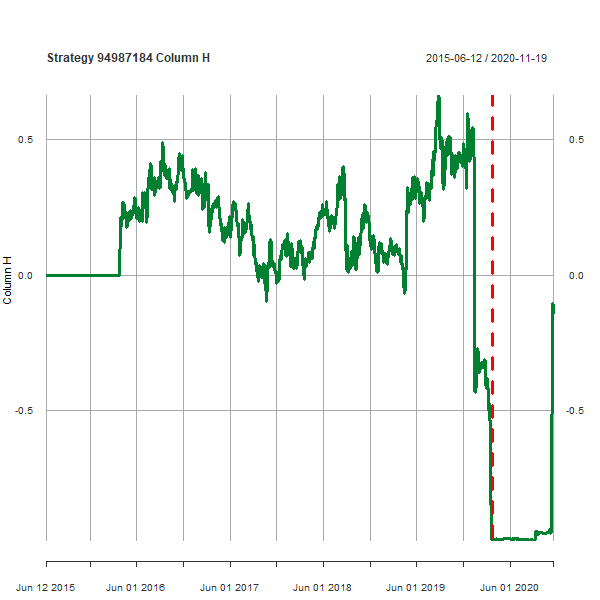 Strategy 94987184 Column H
2015-06-12 / 2020-11-19
0.5
0.5
Column H
0.0
0.0
-0.5
-0.5
Jun 12 2015
Jun 01 2016
Jun 01 2017
Jun 01 2018
Jun 01 2019
Jun 01 2020